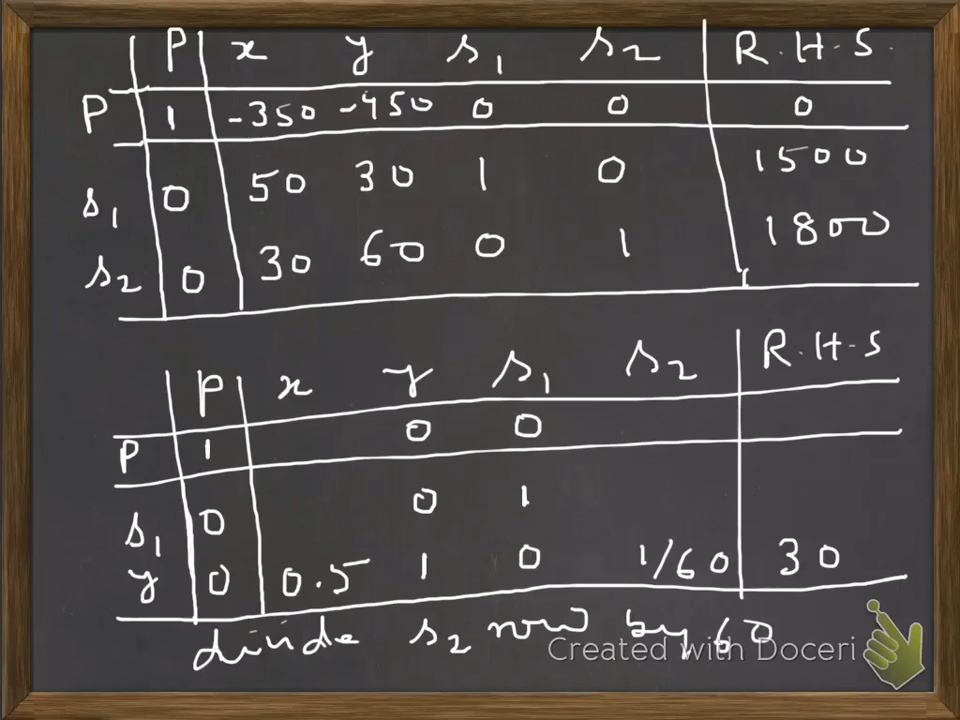 P x y s1 s2 R.H.S.
P 1 -350 -450 0 0 0
s1 0 50 30 1 0 1500
s2 0 30 60 0 1 1800
P x y s1 s2 R.H.S
P 1 0 0
s1 0 0 1
y 0 0.5 1 0 1/60 30
divide s2 row by 60
Created with Doceri